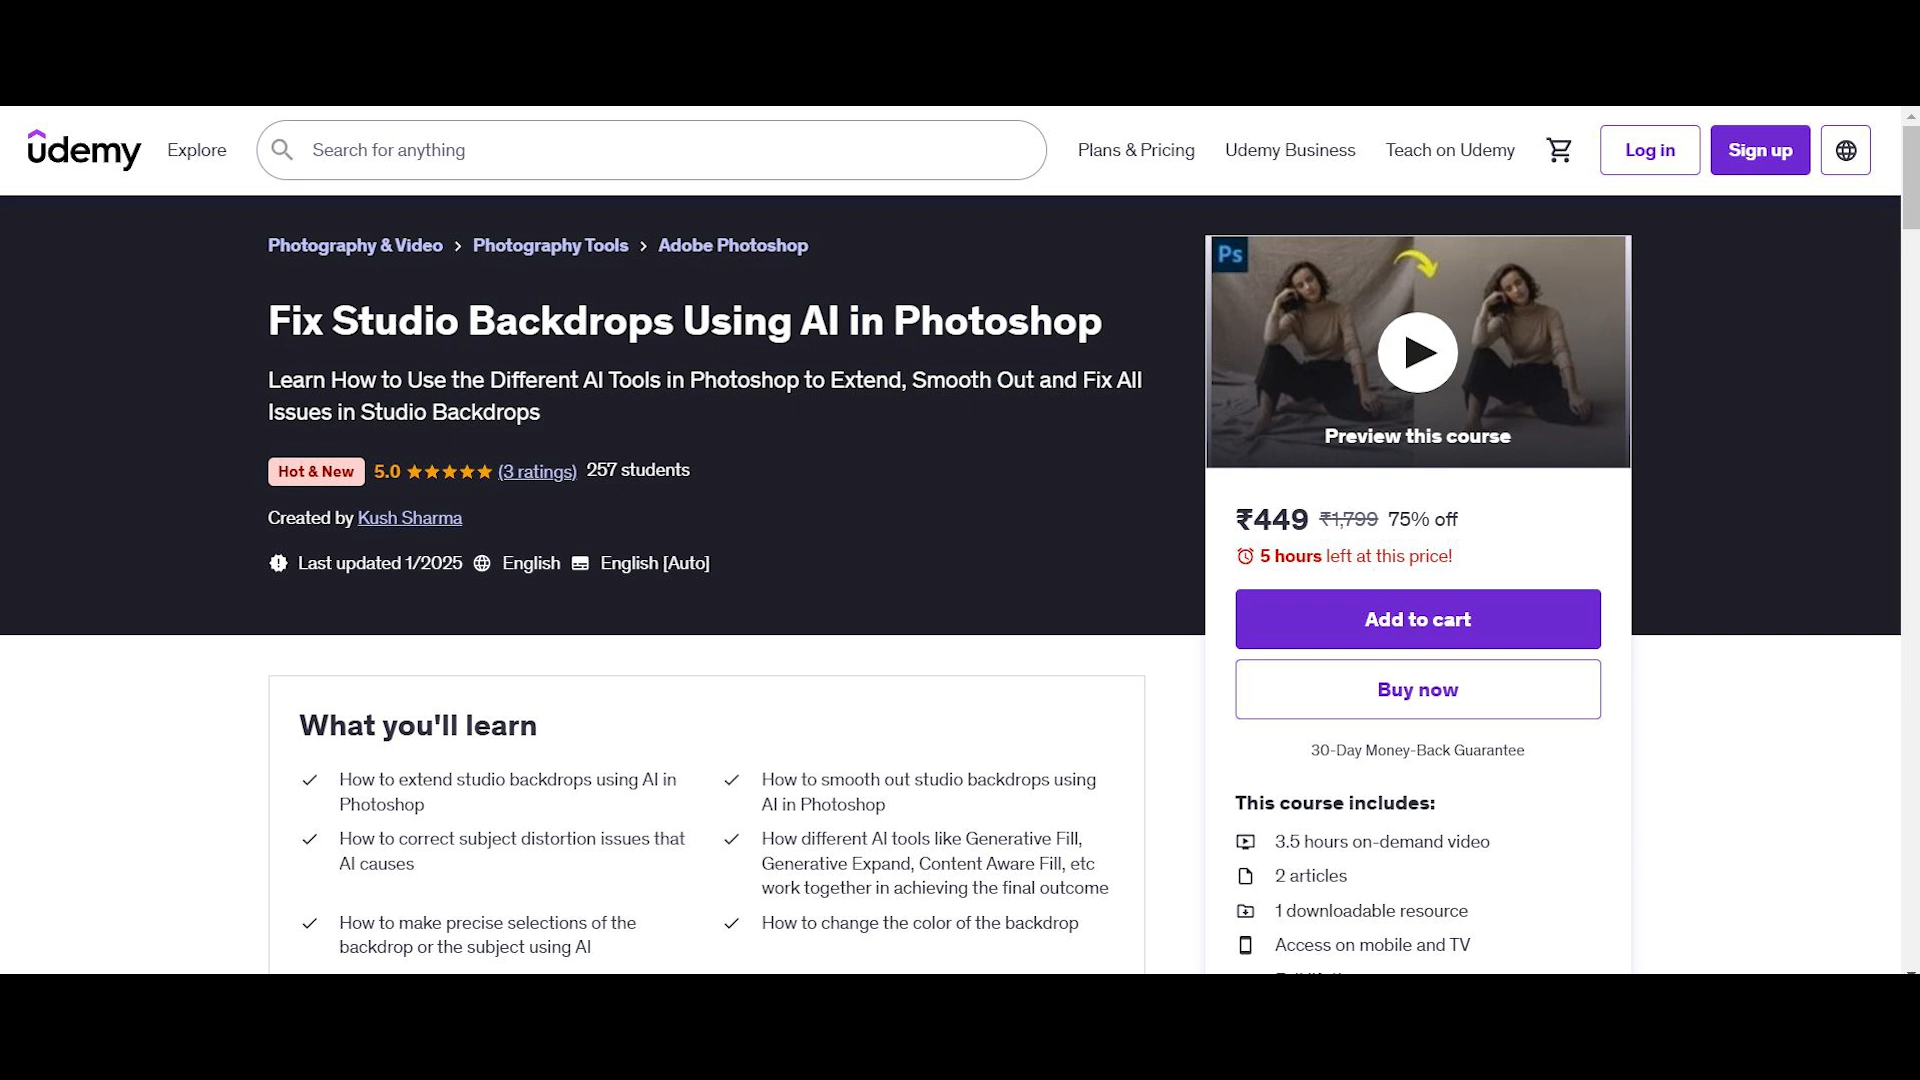 udemy
Explore
Search for anything
Plans & Pricing
Udemy Business
Teach on Udemy
Log in
Sign up
Photography & Video > Photography Tools > Adobe Photoshop
Fix Studio Backdrops Using AI in Photoshop
Learn How to Use the Different AI Tools in Photoshop to Extend, Smooth Out and Fix All
Issues in Studio Backdrops
Hot & New 5.0 (3 ratings) 257 students
Created by Kush Sharma
Last updated 1/2025 English English [Auto]
Ps
Preview this course
₹449 ₹1,799 75% off
5 hours left at this price!
Add to cart
Buy now
30-Day Money-Back Guarantee
This course includes:
3.5 hours on-demand video
2 articles
1 downloadable resource
Access on mobile and TV
What you'll learn
How to extend studio backdrops using AI in
Photoshop
How to smooth out studio backdrops using
AI in Photoshop
How to correct subject distortion issues that
AI causes
How different AI tools like Generative Fill,
Generative Expand, Content Aware Fill, etc
work together in achieving the final outcome
How to make precise selections of the
backdrop or the subject using AI
How to change the color of the backdrop